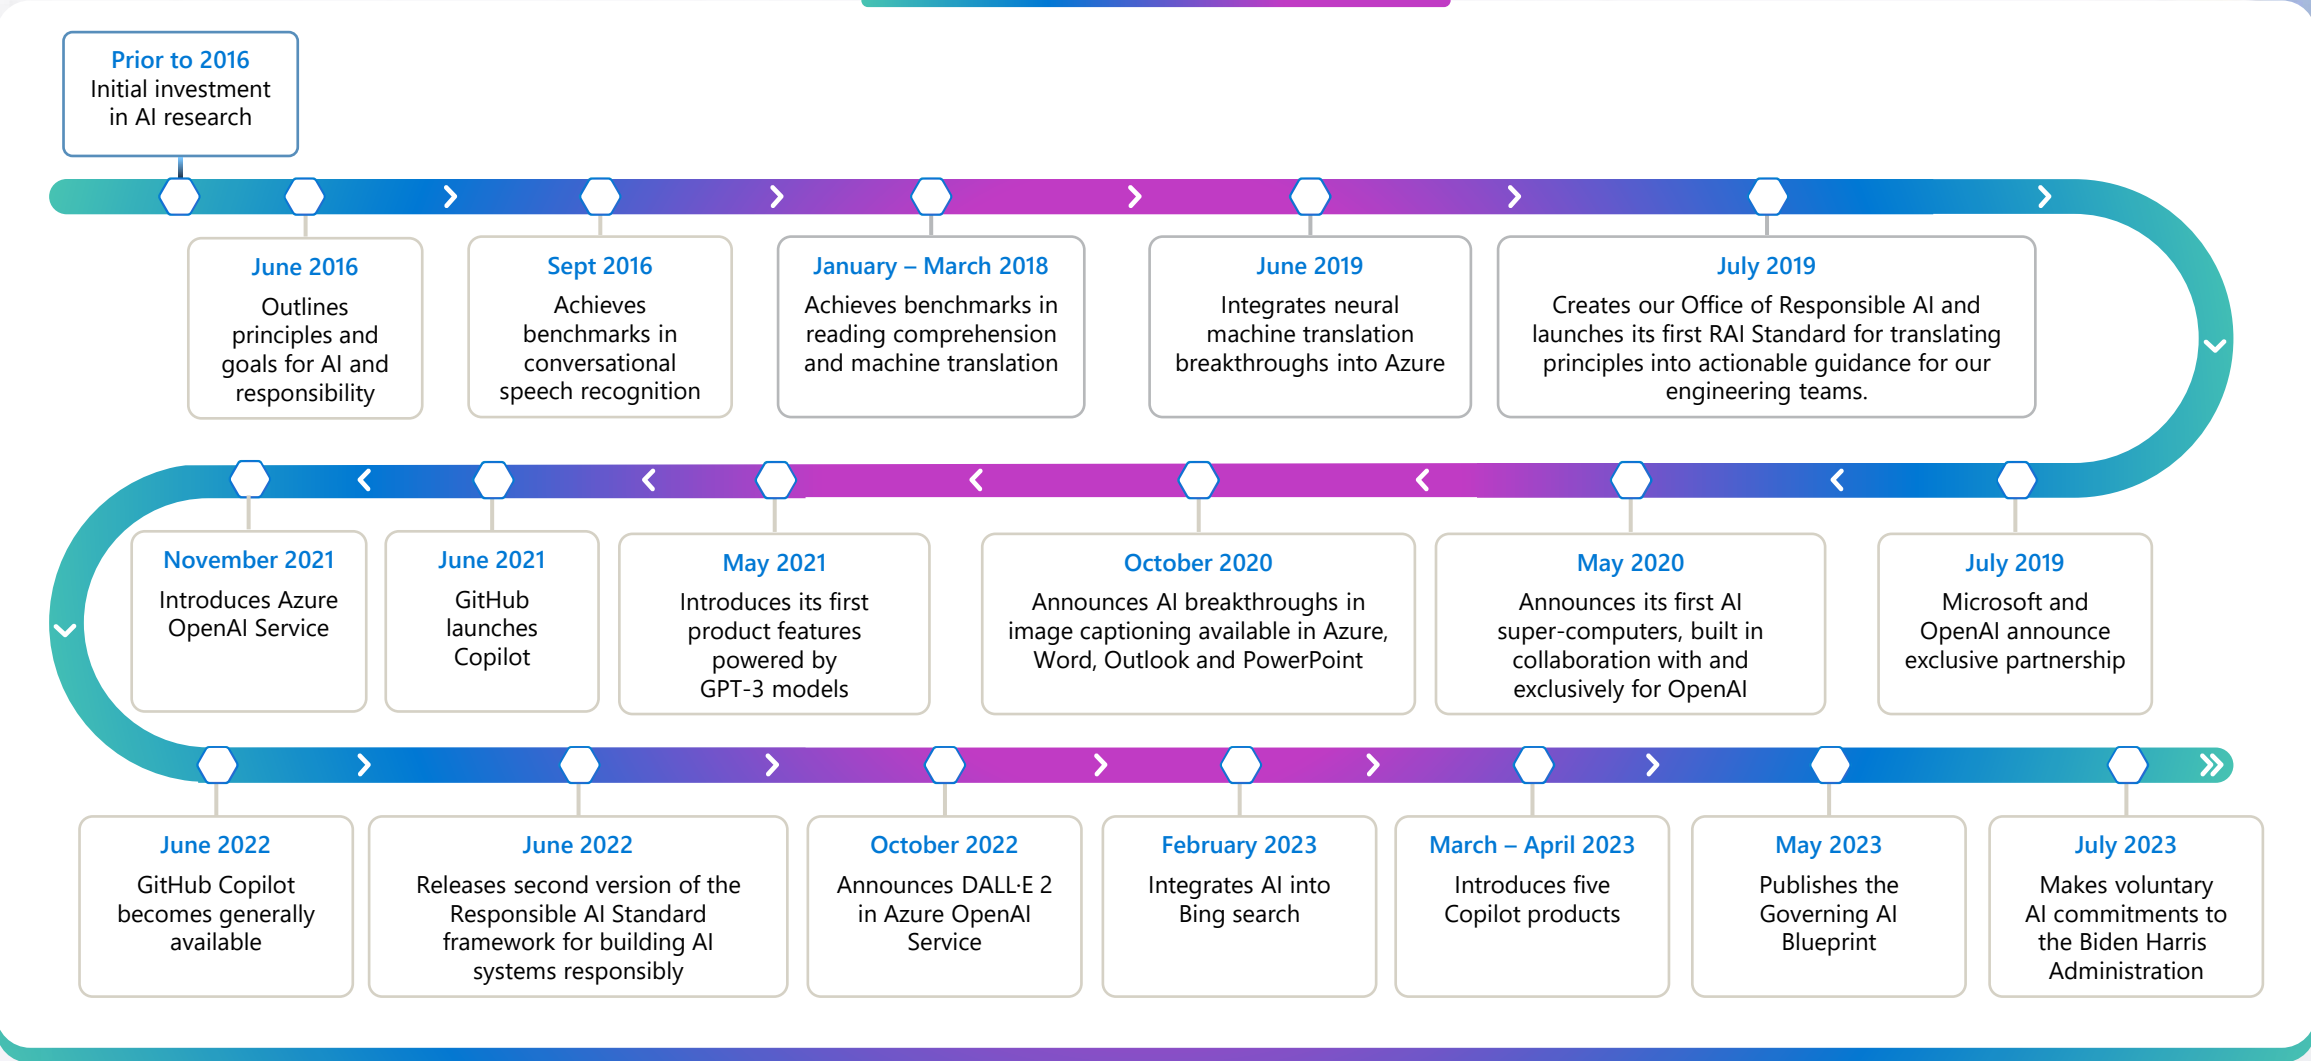 Prior to 2016
Initial investment
in AI research
June 2016
Outlines
principles and
goals for AI and
responsibility
Sept 2016
Achieves
benchmarks in
conversational
speech recognition
January – March 2018
Achieves benchmarks in
reading comprehension
and machine translation
June 2019
Integrates neural
machine translation
breakthroughs into Azure
July 2019
Creates our Office of Responsible AI and
launches its first RAI Standard for translating
principles into actionable guidance for our
engineering teams.
July 2019
Microsoft and
OpenAI announce
exclusive partnership
May 2020
Announces its first AI
super-computers, built in
collaboration with and
exclusively for OpenAI
October 2020
Announces AI breakthroughs in
image captioning available in Azure,
Word, Outlook and PowerPoint
May 2021
Introduces its first
product features
powered by
GPT-3 models
June 2021
GitHub
launches
Copilot
November 2021
Introduces Azure
OpenAI Service
June 2022
GitHub Copilot
becomes generally
available
June 2022
Releases second version of the
Responsible AI Standard
framework for building AI
systems responsibly
October 2022
Announces DALL·E 2
in Azure OpenAI
Service
February 2023
Integrates AI into
Bing search
March – April 2023
Introduces five
Copilot products
May 2023
Publishes the
Governing AI
Blueprint
July 2023
Makes voluntary
AI commitments to
the Biden Harris
Administration